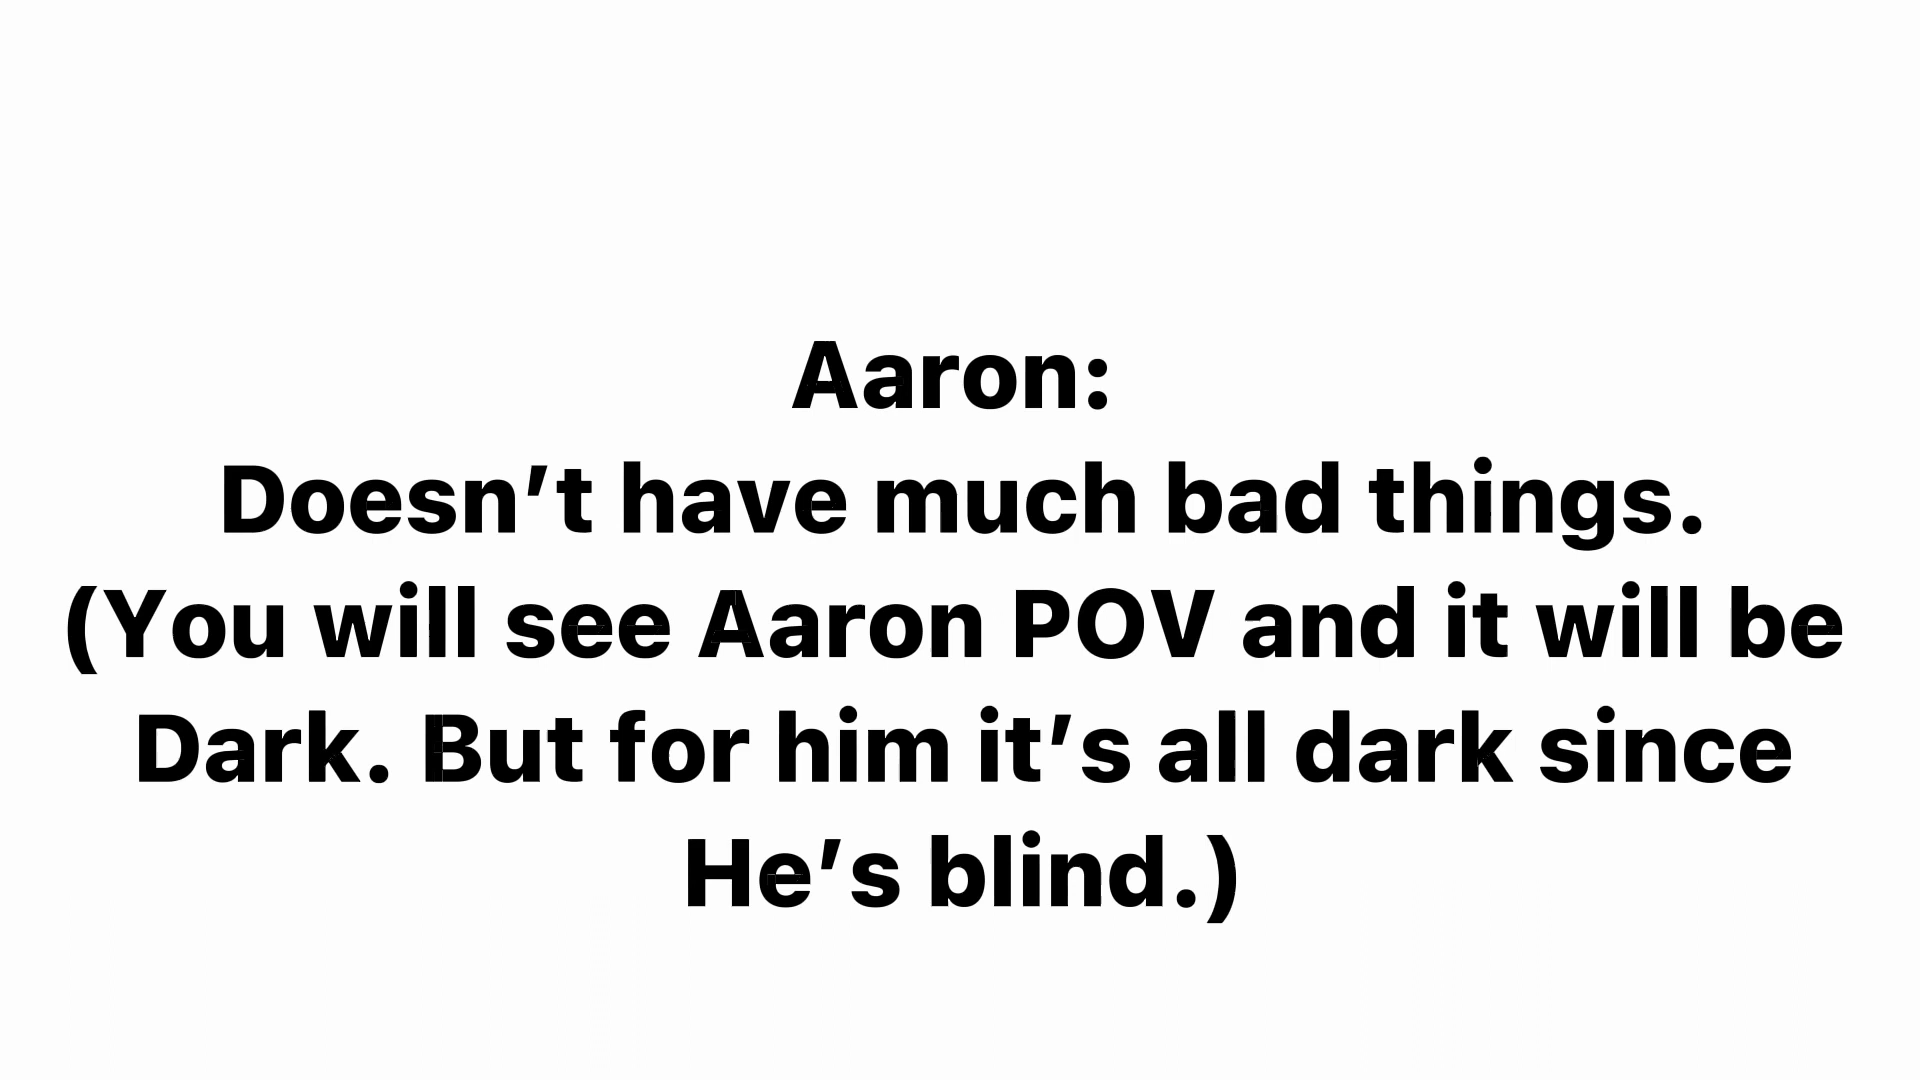 Aaron:
Doesn’t have much bad things.
(You will see Aaron POV and it will be
Dark. But for him it’s all dark since
He’s blind.)